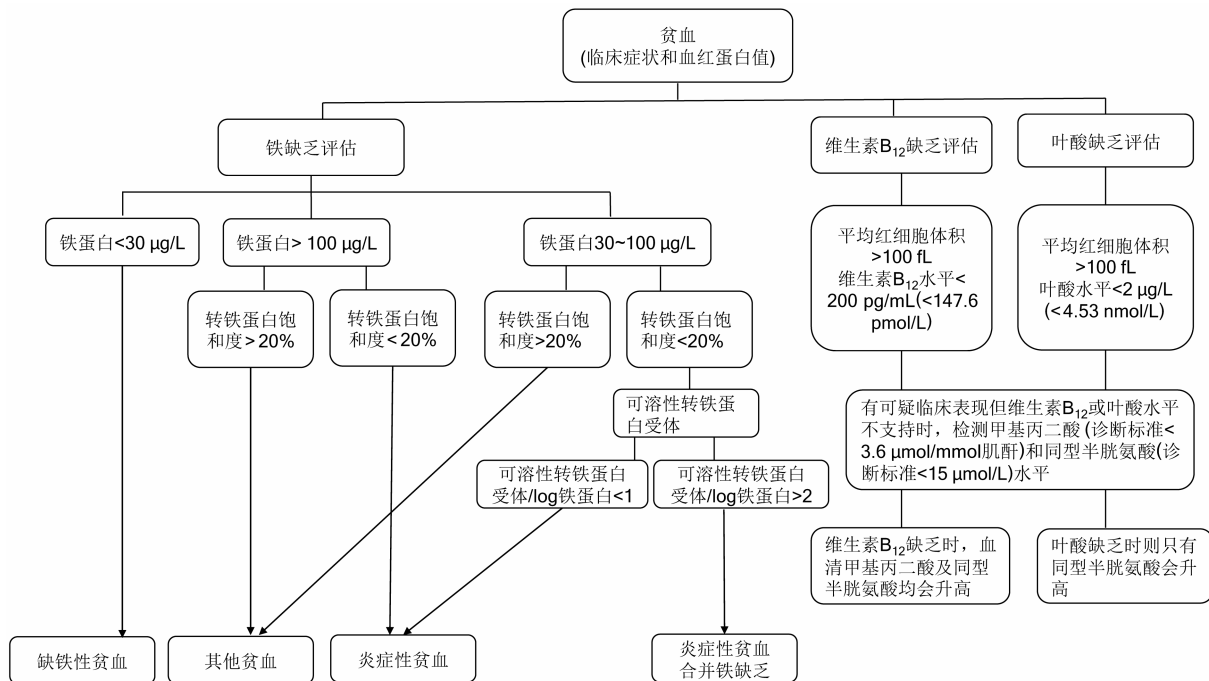 贫血
(临床症状和血红蛋白值)
铁缺乏评估
维生素B12缺乏评估
叶酸缺乏评估
铁蛋白<30 μg/L
铁蛋白> 100 μg/L
铁蛋白30~100 μg/L
转铁蛋白饱
和度>20%
转铁蛋白饱
和度<20%
转铁蛋白饱
和度>20%
转铁蛋白饱
和度<20%
平均红细胞体积
>100 fL
维生素B12水平<
200 pg/mL(<147.6
pmol/L)
平均红细胞体积
>100 fL
叶酸水平<2 μg/L
(<4.53 nmol/L)
可溶性转铁蛋
白受体
可溶性转铁蛋白
受体/log铁蛋白<1
可溶性转铁蛋白
受体/log铁蛋白>2
有可疑临床表现但维生素B12或叶酸水平
不支持时，检测甲基丙二酸 (诊断标准<
3.6 μmol/mmol肌酐)和同型半胱氨酸(诊
断标准<15 μmol/L)水平
维生素B12缺乏时，血
清甲基丙二酸及同型
半胱氨酸均会升高
叶酸缺乏时则只有
同型半胱氨酸会升
高
缺铁性贫血
其他贫血
炎症性贫血
炎症性贫血
合并铁缺乏